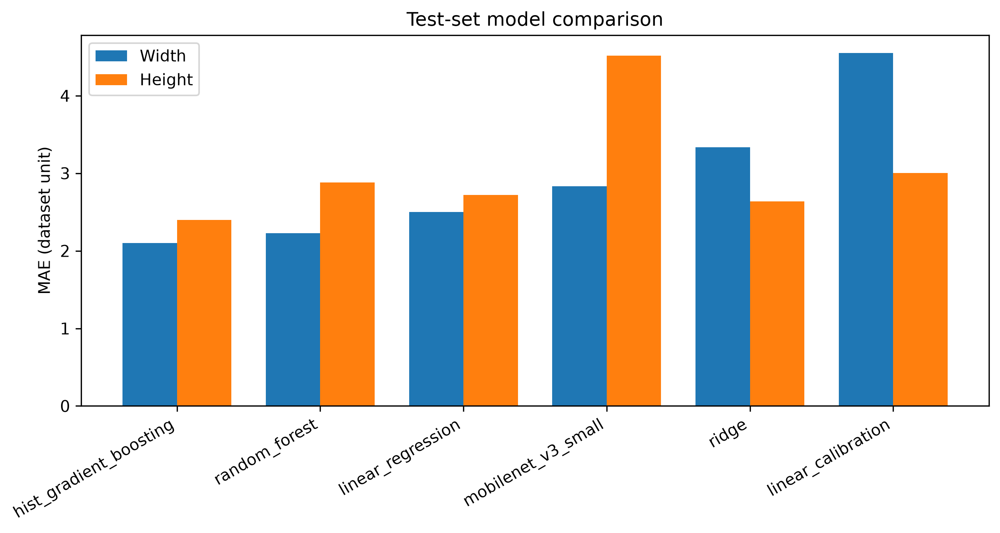 Test-set model comparison
Width
Height
MAE (dataset unit)
4
3
2
1
0
hist_gradient_boosting
random_forest
linear_regression
mobilenet_v3_small
ridge
linear_calibration